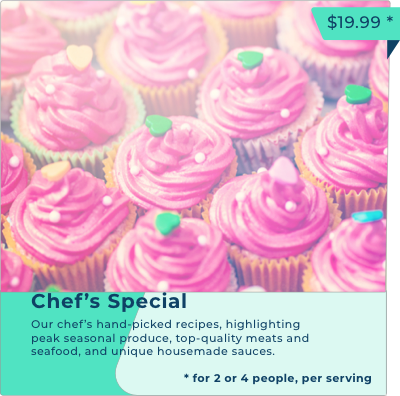 $19.99 *
Chef's Special
Our chef's hand-picked recipes, highlighting
peak seasonal produce, top-quality meats and
seafood, and unique housemade sauces.
* for 2 or 4 people, per serving